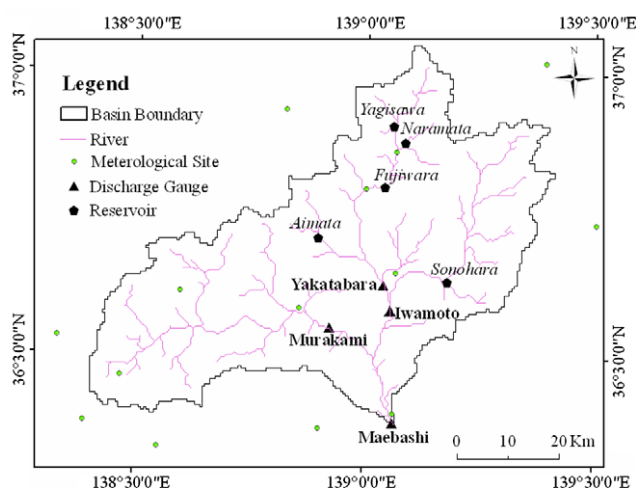 138°30'0"E
139°0'0"E
139°30'0"E
37°0'0"N
37°0'0"N
N
Legend
Basin Boundary
River
Meterological Site
Discharge Gauge
Reservoir
Yagisawa
Naramata
Fujiwara
Aimata
Sonohara
Yakatabara
Iwamoto
Murakami
36°30'0"N
36°30'0"N
Maebashi
0 10 20 Km
138°30'0"E
139°0'0"E
139°30'0"E